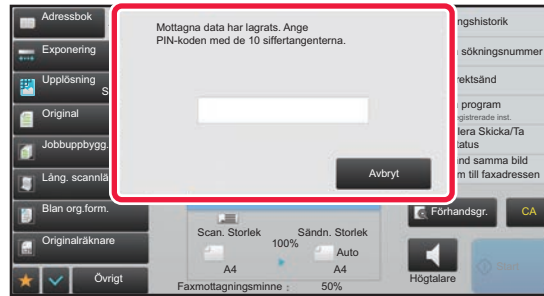 Adressbok
Exponering
Upplösning
S
Original
Jobbuppbygg.
Lång. scannlä
Blan org.form.
Originalräknare
Övrigt
Mottagna data har lagrats. Ange
PIN-koden med de 10 siffertangenterna.
Avbryt
Scan. Storlek
Sändn. Storlek
100%
Auto
A4
A4
Faxmottagningsminne :
50%
ngshistorik
sökningsnummer
rektsänd
program
egistrerade inst.
lera Skicka/Ta
tatus
nd samma bild
m till faxadressen
Förhandsgr.
CA
Högtalare
Start